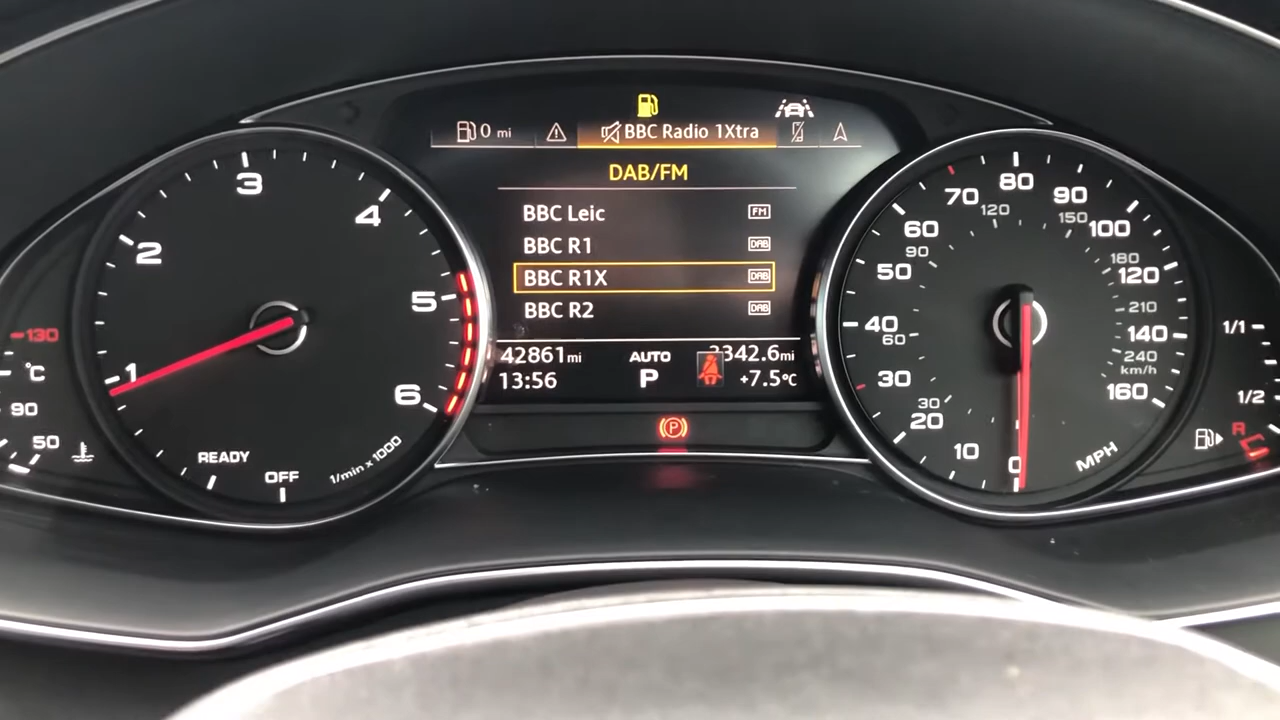 0 mi
BBC Radio 1Xtra
DAB/FM
BBC Leic FM
BBC R1 DAB
BBC R1X DAB
BBC R2 DAB
42861mi AUTO 3342.6mi
13:56 P +7.5°C
(P)
1
2
3
4
5
6
READY
OFF
1/min x 1000
130
°C
90
50
0
10
20
30
40
50
60
70
80
90
100
120
140
160
MPH
30
60
90
120
150
180
210
240
km/h
1/1
1/2
R